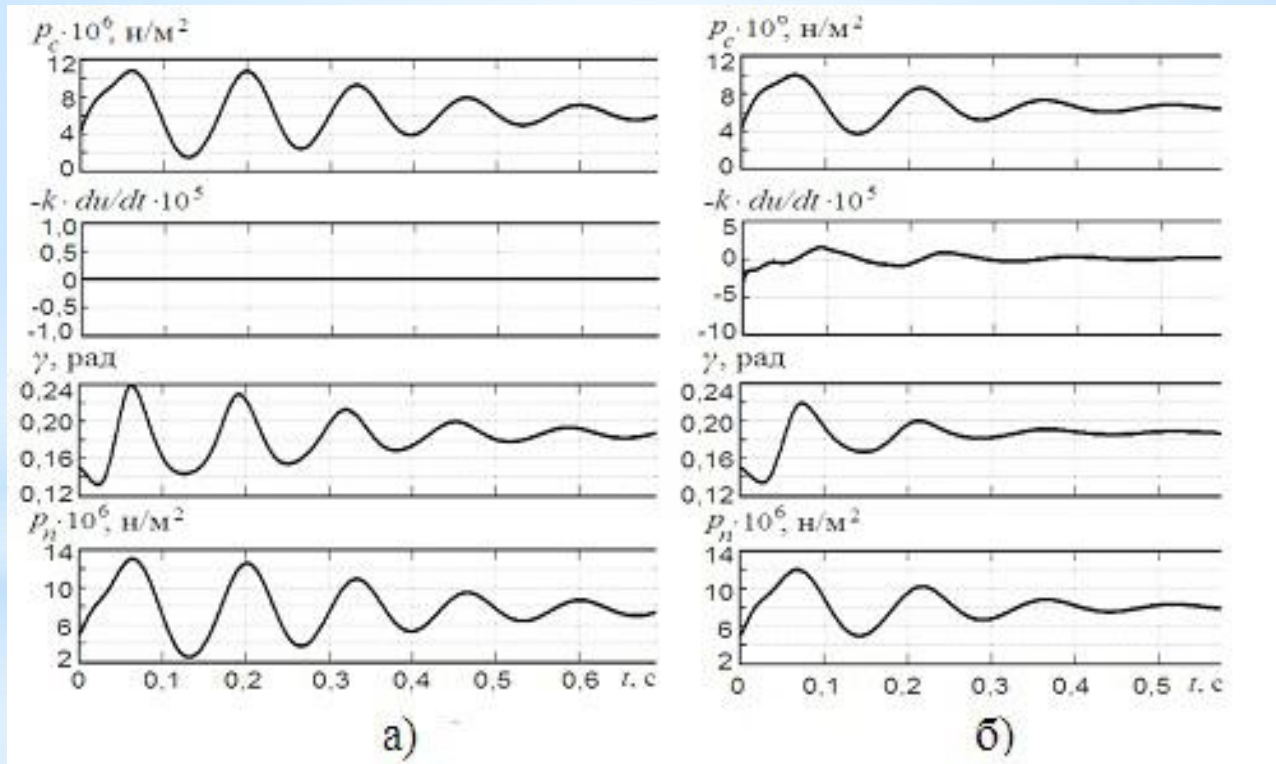 p_c·10⁶, н/м²
12
8
4
0
-k · du/dt ·10⁵
1,0
0,5
0
-0,5
-1,0
γ, рад
0,24
0,20
0,16
0,12
p_n·10⁶, н/м²
14
10
6
2
0 0,1 0,2 0,3 0,4 0,5 0,6 t, с
а)
p_c·10⁶, н/м²
12
8
4
0
-k · du/dt ·10⁵
5
0
-5
-10
γ, рад
0,24
0,20
0,16
0,12
p_n·10⁶, н/м²
14
10
6
2
0 0,1 0,2 0,3 0,4 0,5 t, с
б)